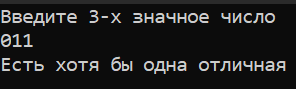 Введите 3-х значное число
011
Есть хотя бы одна отличная